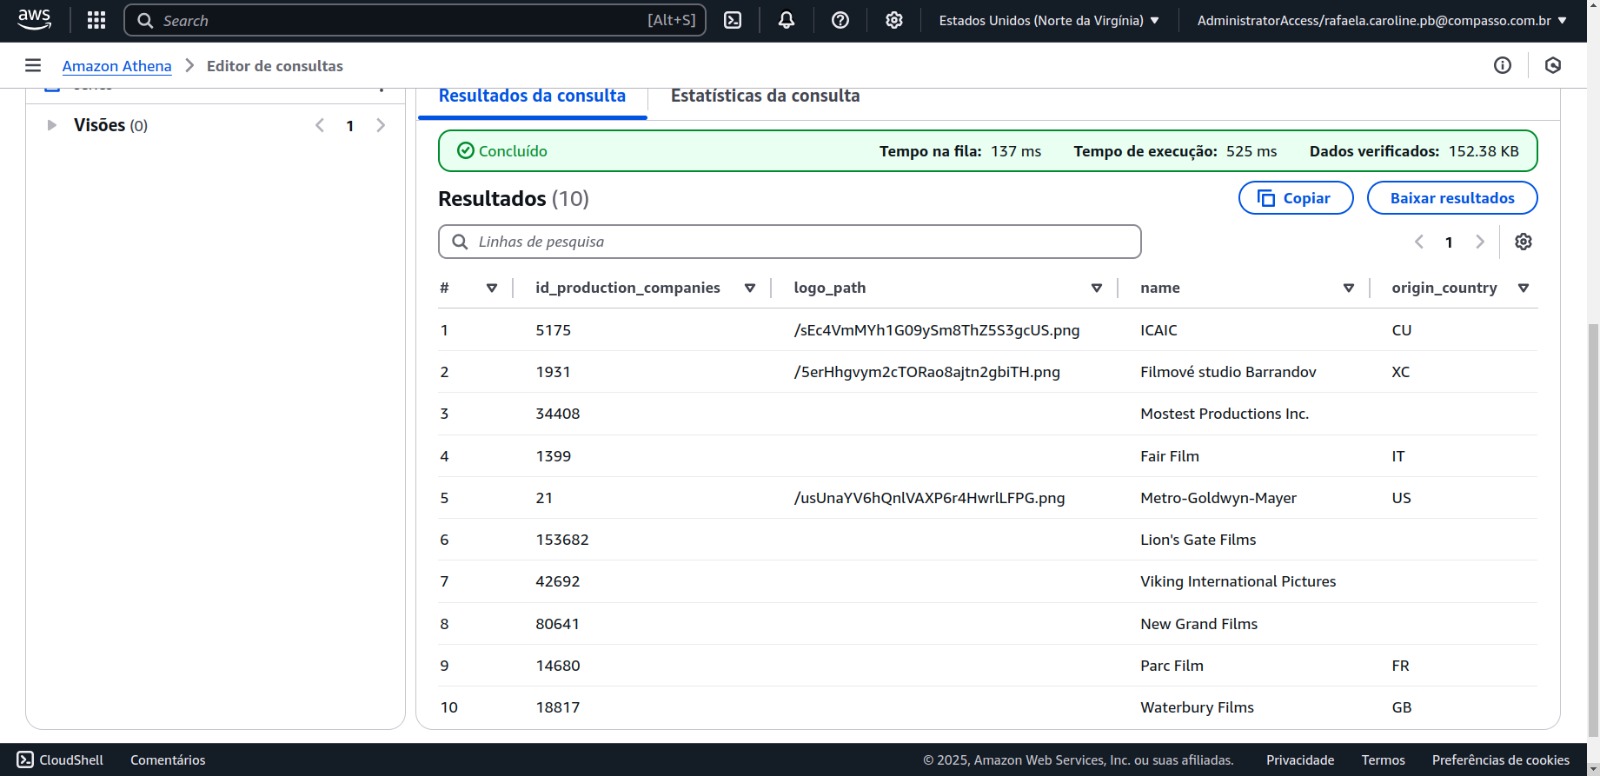 aws Search [Alt+S] Estados Unidos (Norte da Virgínia) AdministratorAccess/rafaela.caroline.pb@compasso.com.br
Amazon Athena > Editor de consultas
Visões (0) 1
Resultados da consulta Estatísticas da consulta
Concluído Tempo na fila: 137 ms Tempo de execução: 525 ms Dados verificados: 152.38 KB
Resultados (10) Copiar Baixar resultados
Linhas de pesquisa 1
# id_production_companies logo_path name origin_country
1 5175 /sEc4VmMYh1G09ySm8ThZ5S3gcUS.png ICAIC CU
2 1931 /5erHhgvym2cTORao8ajtn2gbiTH.png Filmové studio Barrandov XC
3 34408 Mostest Productions Inc.
4 1399 Fair Film IT
5 21 /usUnaYV6hQnlVAXP6r4HwrlLFPG.png Metro-Goldwyn-Mayer US
6 153682 Lion's Gate Films
7 42692 Viking International Pictures
8 80641 New Grand Films
9 14680 Parc Film FR
10 18817 Waterbury Films GB
CloudShell Comentários © 2025, Amazon Web Services, Inc. ou suas afiliadas. Privacidade Termos Preferências de cookies